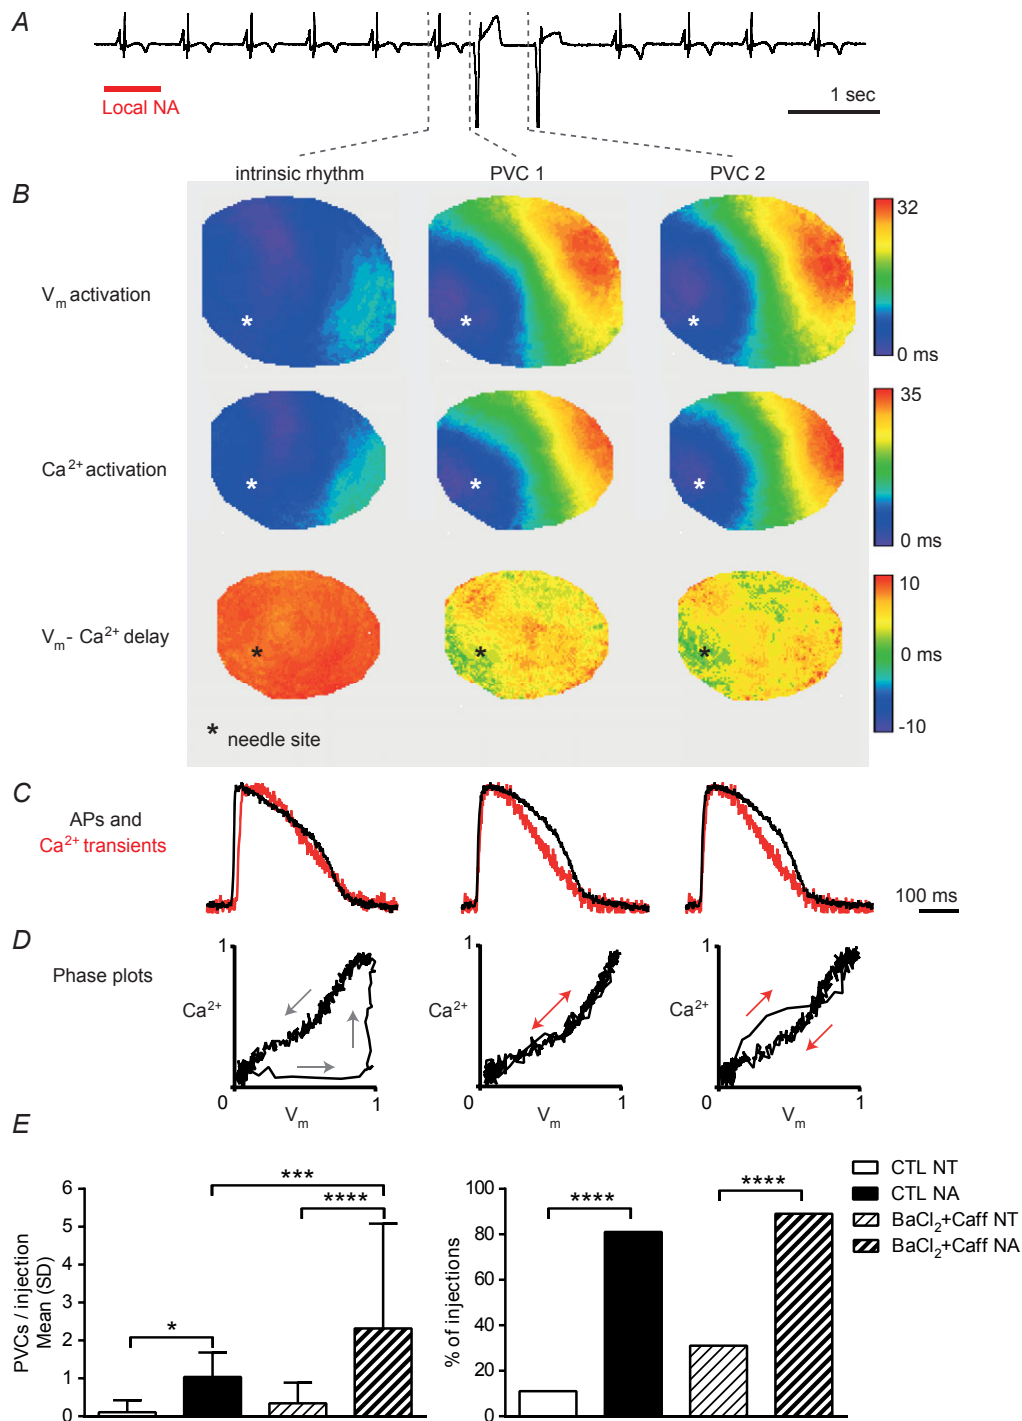 A
Local NA
1 sec
intrinsic rhythm PVC 1 PVC 2
B
32
Vm activation
0 ms
35
Ca2+ activation
0 ms
10
Vm- Ca2+ delay
0 ms
-10
* * *
* * *
* * *
* needle site
C
APs and
Ca2+ transients
100 ms
D
Phase plots
1 1 1
Ca2+ Ca2+ Ca2+
0 1 0 1 0 1
Vm Vm Vm
E
PVCs / injection
Mean (SD)
6
5
4
3
2
1
0
*
***
****
% of injections
100
80
60
40
20
0
****
****
CTL NT
CTL NA
BaCl2+Caff NT
BaCl2+Caff NA